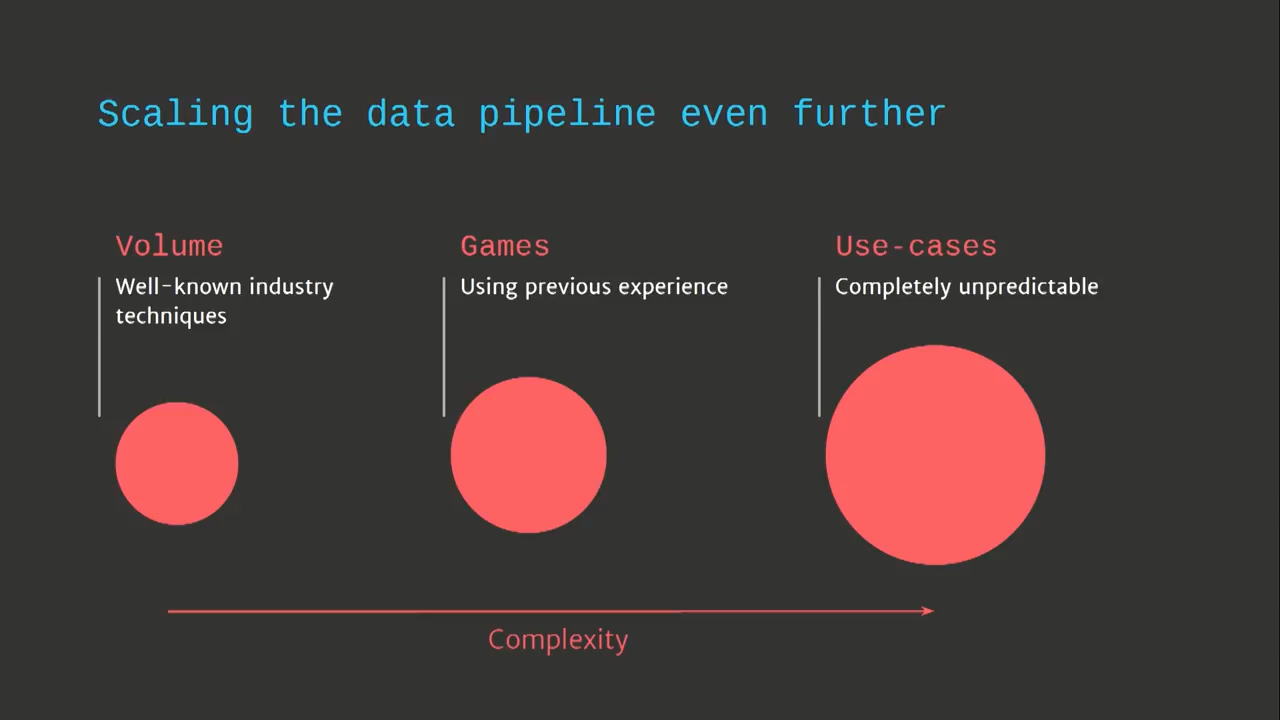 Scaling the data pipeline even further
Volume
Well-known industry
techniques
Games
Using previous experience
Use-cases
Completely unpredictable
Complexity